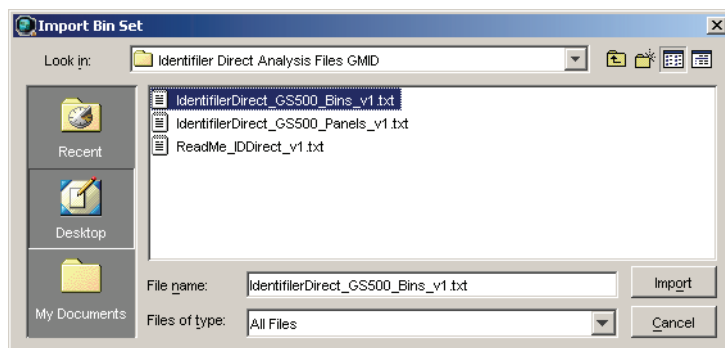 Import Bin Set
Look in: Identifiler Direct Analysis Files GMID
IdentifilerDirect_GS500_Bins_v1.txt
IdentifilerDirect_GS500_Panels_v1.txt
ReadMe_IDDirect_v1.txt
Recent
Desktop
My Documents
File name: IdentifilerDirect_GS500_Bins_v1.txt Import
Files of type: All Files Cancel